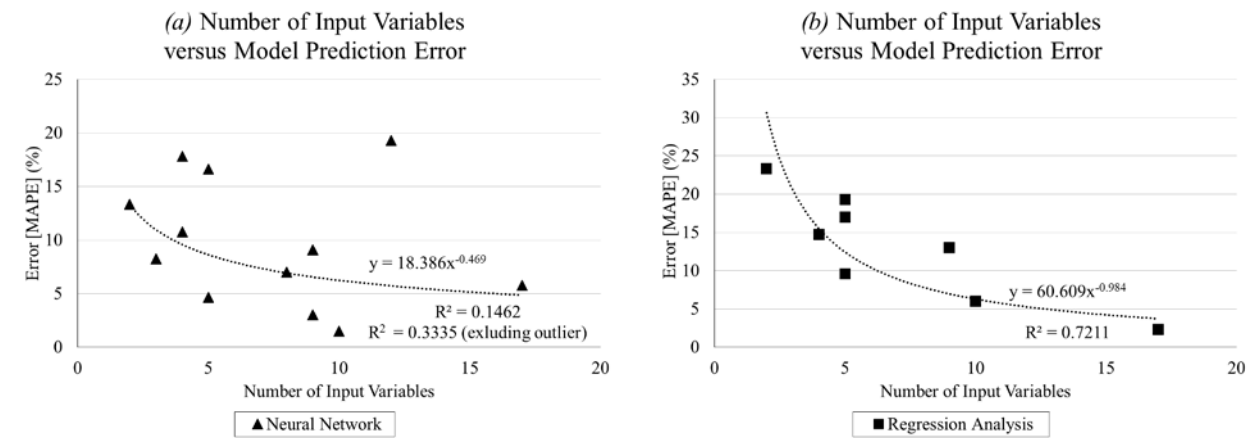 (a) Number of Input Variables
versus Model Prediction Error
25
20
15
10
5
0
Error [MAPE] (%)
y = 18.386x^-0.469
R² = 0.1462
R² = 0.3335 (exluding outlier)
0 5 10 15 20
Number of Input Variables
Neural Network
(b) Number of Input Variables
versus Model Prediction Error
35
30
25
20
15
10
5
0
Error [MAPE] (%)
y = 60.609x^-0.984
R² = 0.7211
0 5 10 15 20
Number of Input Variables
Regression Analysis